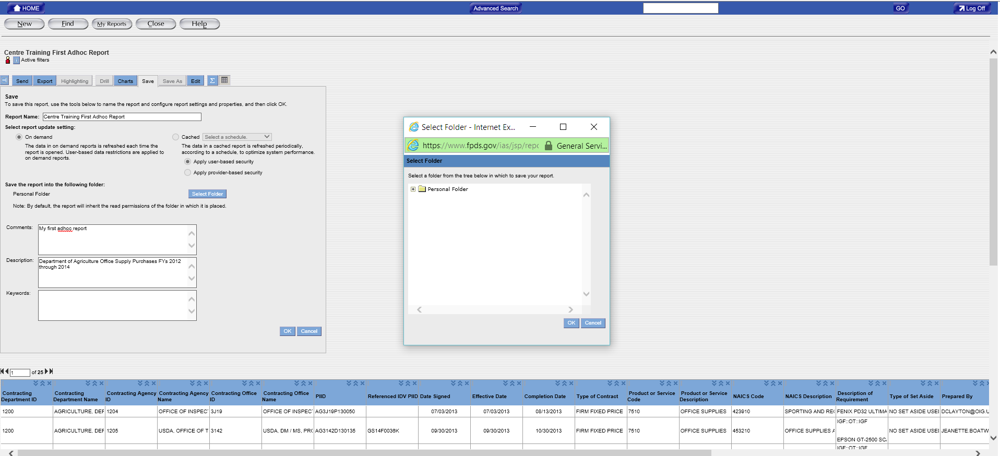 HOME
Advanced Search
GO
Log Off
New
Find
My Reports
Close
Help
Centre Training First Adhoc Report
Active filters
Send
Export
Highlighting
Drill
Charts
Save
Save As
Edit
Σ
Save
To save this report, use the tools below to name the report and configure report settings and properties, and then click OK.
Report Name: Centre Training First Adhoc Report
Select report update setting:
On demand
The data in on demand reports is refreshed each time the
report is opened. User-based data restrictions are applied to
on demand reports.
Cached Select a schedule.
The data in a cached report is refreshed periodically,
according to a schedule, to optimize system performance.
Apply user-based security
Apply provider-based security
Save the report into the following folder:
Personal Folder
Select Folder
Note: By default, the report will inherit the read permissions of the folder in which it is placed.
Comments: My first adhoc report
Description: Department of Agriculture Office Supply Purchases FYs 2012
through 2014
Keywords:
OK
Cancel
Select Folder - Internet Ex...
https://www.fpds.gov/ias/jsp/repo
General Servi...
Select Folder
Select a folder from the tree below in which to save your report.
Personal Folder
OK
Cancel
1 of 25
Contracting Department ID
Contracting Department Name
Contracting Agency ID
Contracting Agency Name
Contracting Office ID
Contracting Office Name
PIID
Referenced IDV PIID
Date Signed
Effective Date
Completion Date
Type of Contract
Product or Service Code
Product or Service Description
NAICS Code
NAICS Description
Description of Requirement
Type of Set Aside
Prepared By
1200 AGRICULTURE, DEF 1204 OFFICE OF INSPEC 3J19 OFFICE OF INSPEC AG3J19P130050 07/03/2013 07/03/2013 08/13/2013 FIRM FIXED PRICE 7510 OFFICE SUPPLIES 423910 SPORTING AND REC FENIX PD32 ULTIMA NO SET ASIDE USEI DCLAYTON@OIG.U
IGF::OT::IGF
1200 AGRICULTURE, DEF 1205 USDA, OFFICE OF T 3142 USDA, DM / MS, PR AG3142D130135 GS14F0036K 09/30/2013 09/30/2013 10/30/2013 FIRM FIXED PRICE 7510 OFFICE SUPPLIES 453210 OFFICE SUPPLIES A NO SET ASIDE USEI JEANETTE.BOATW
EPSON GT-2500 SC
IGF::OT::IGF